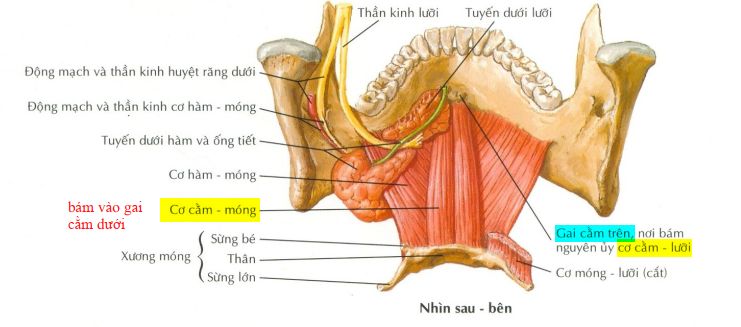 Thần kinh lưỡi
Tuyến dưới lưỡi
Động mạch và thần kinh huyệt răng dưới
Động mạch và thần kinh cơ hàm - móng
Tuyến dưới hàm và ống tiết
Cơ hàm - móng
bám vào gai
cằm dưới
Cơ cằm - móng
Gai cằm trên, nơi bám
nguyên ủy cơ cằm - lưỡi
Xương móng
Sừng bé
Thân
Sừng lớn
Cơ móng - lưỡi (cắt)
Nhìn sau - bên